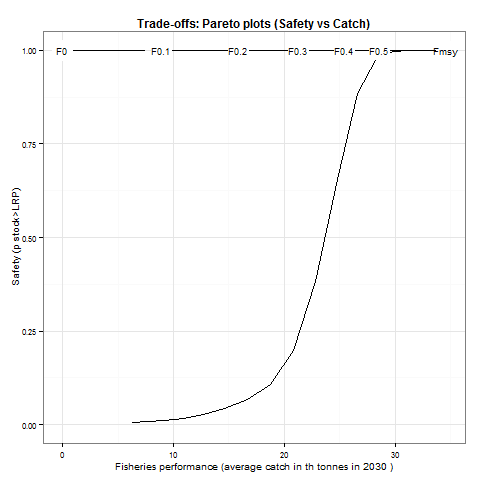 Trade-offs: Pareto plots (Safety vs Catch)
1.00
F0 F0.1 F0.2 F0.3 F0.4 F0.5 Fmsy
0.75
0.50
0.25
0.00
Safety (p stock>LRP)
0 10 20 30
Fisheries performance (average catch in th tonnes in 2030 )